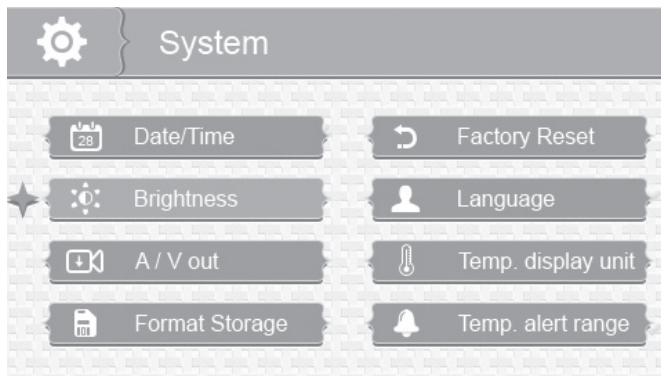 System
Date/Time
28
Brightness
A / V out
Format Storage
Factory Reset
Language
Temp. display unit
Temp. alert range